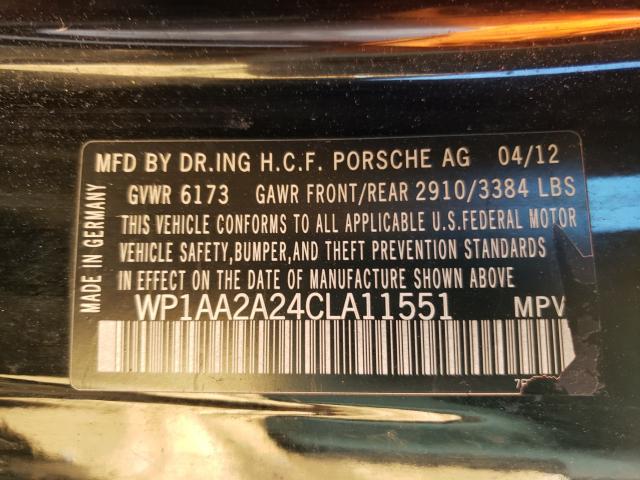 MFD BY DR.ING H.C.F. PORSCHE AG 04/12
GVWR 6173 GAWR FRONT/REAR 2910/3384 LBS
THIS VEHICLE CONFORMS TO ALL APPLICABLE U.S.FEDERAL MOTOR
VEHICLE SAFETY,BUMPER,AND THEFT PREVENTION STANDARDS
IN EFFECT ON THE DATE OF MANUFACTURE SHOWN ABOVE
WP1AA2A24CLA11551 MPV
MADE IN GERMANY